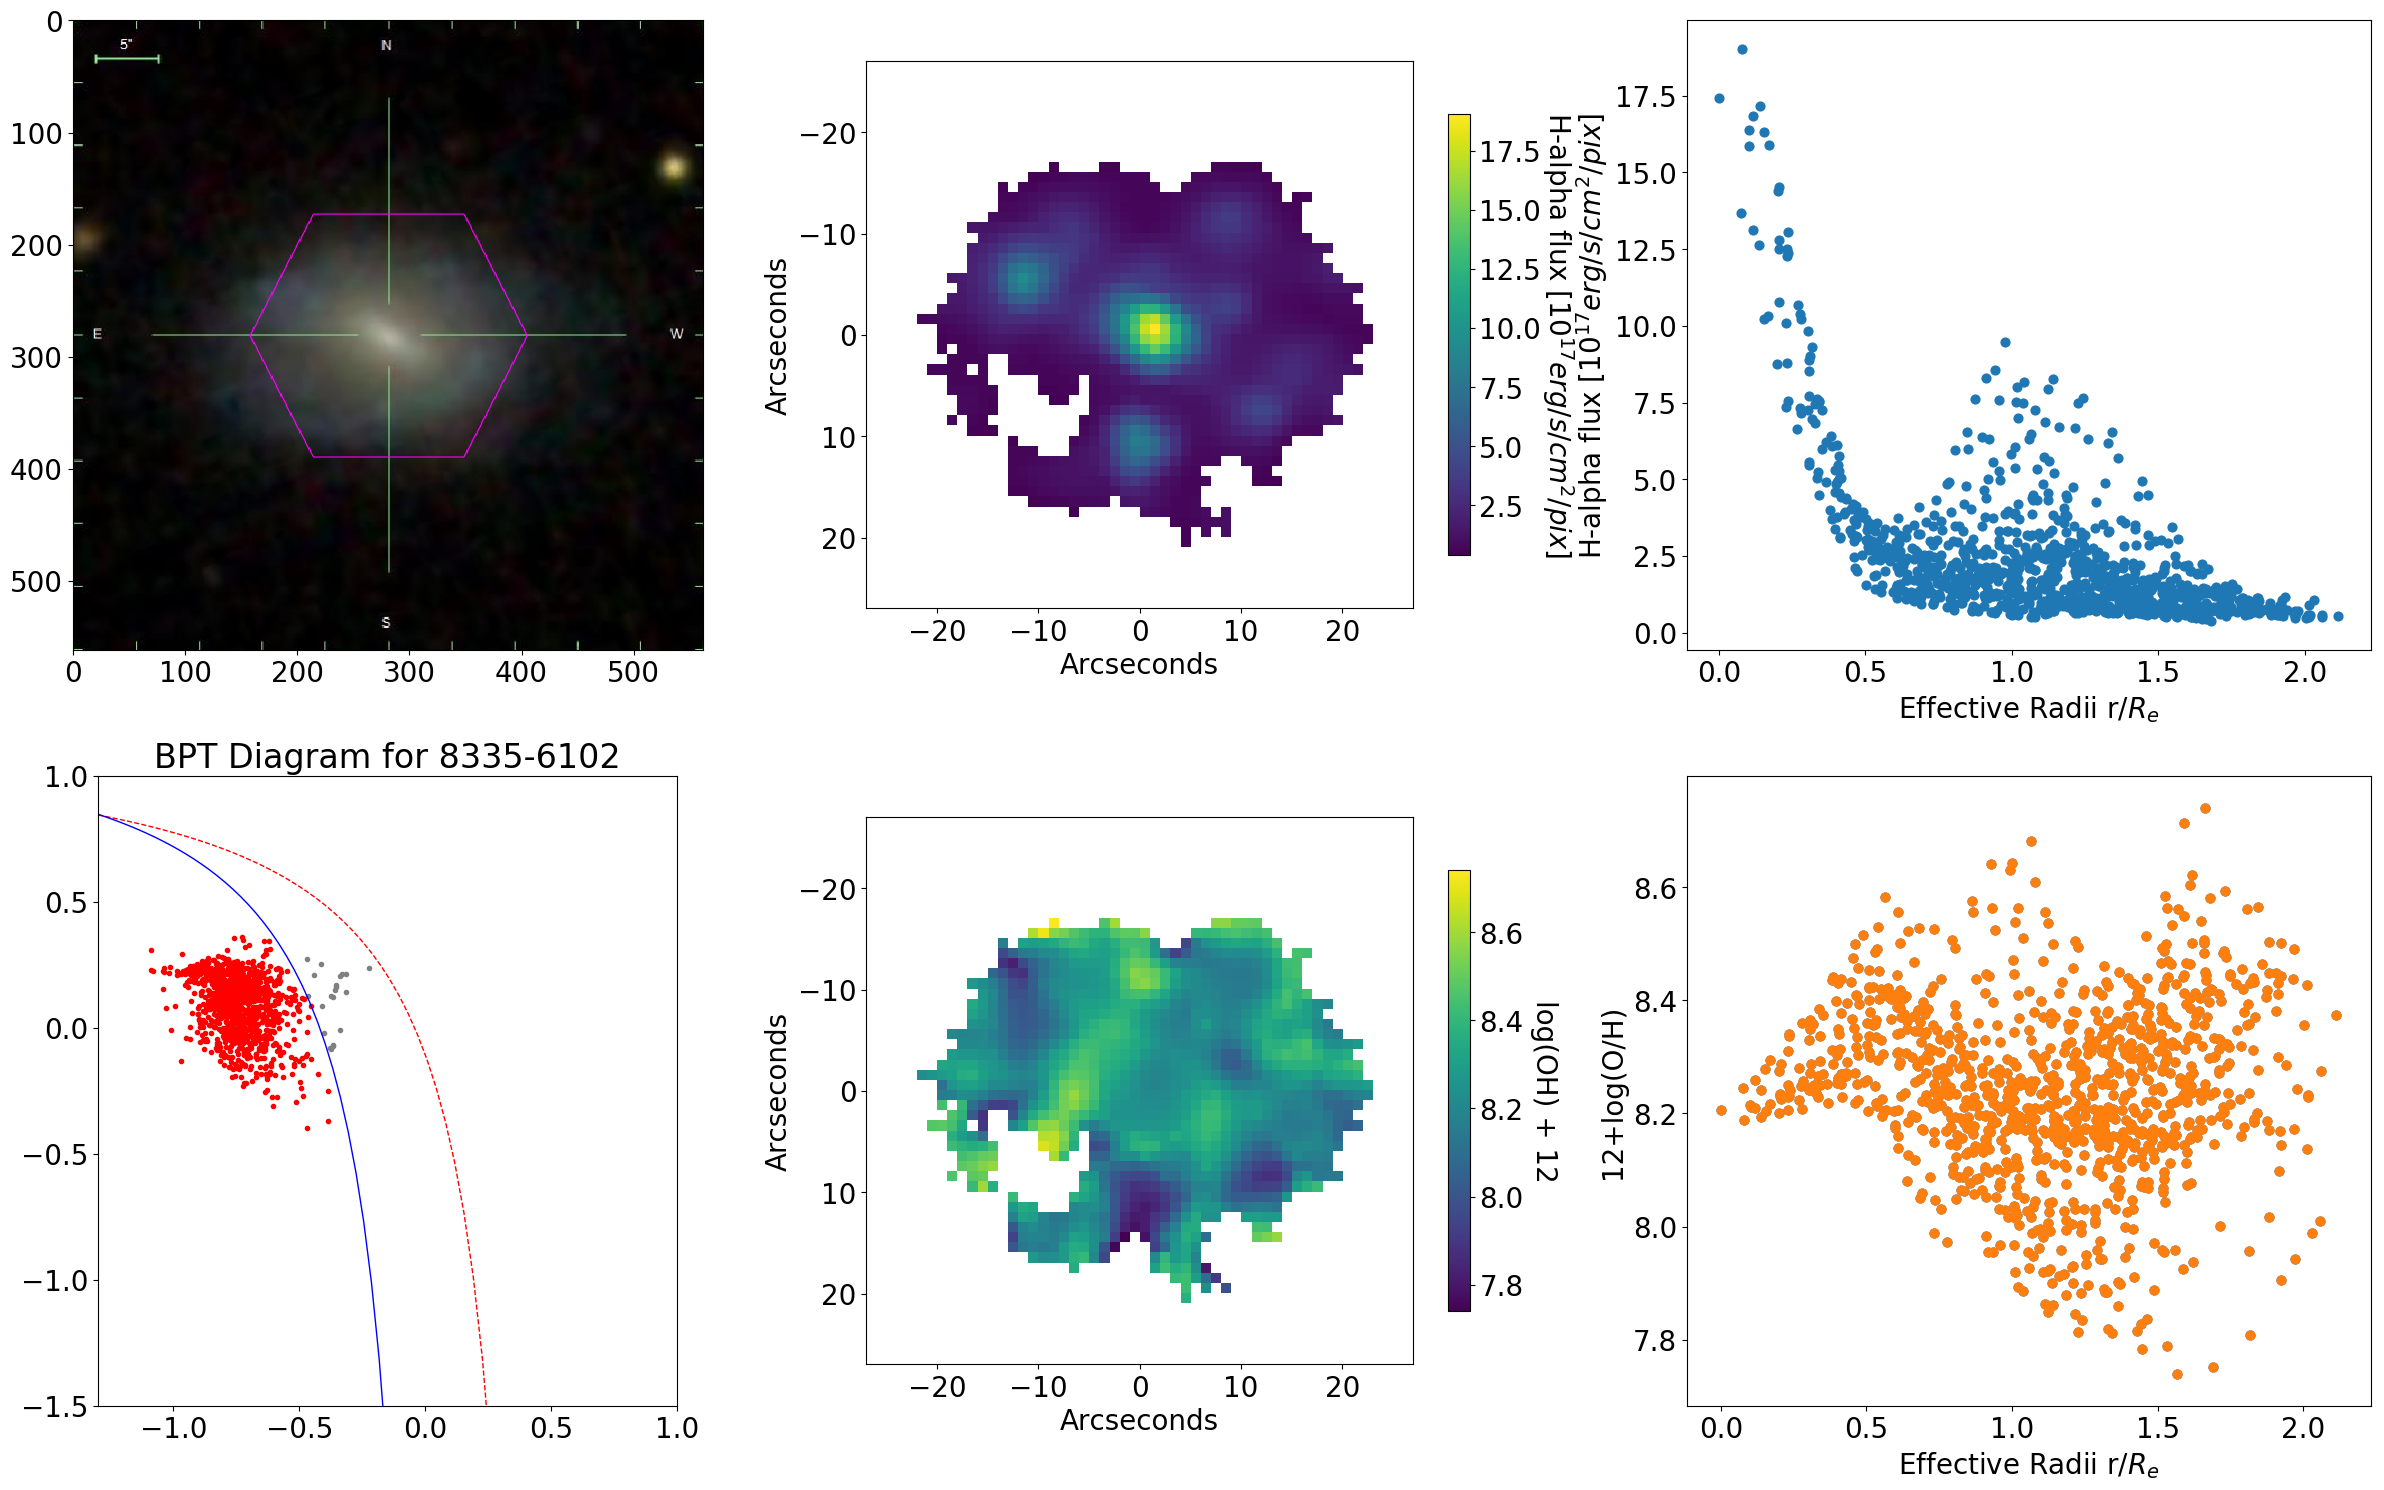 0
100
200
300
400
500
0 100 200 300 400 500
5"
N
E
W
S
−20
−10
0
10
20
−20 −10 0 10 20
Arcseconds
Arcseconds
17.5
15.0
12.5
10.0
7.5
5.0
2.5
H-alpha flux [10^17 erg/s/cm^2/pix]
H-alpha flux [10^17 erg/s/cm^2/pix]
17.5
15.0
12.5
10.0
7.5
5.0
2.5
0.0
0.0 0.5 1.0 1.5 2.0
Effective Radii r/R_e
BPT Diagram for 8335-6102
1.0
0.5
0.0
−0.5
−1.0
−1.5
−1.0 −0.5 0.0 0.5 1.0
−20
−10
0
10
20
−20 −10 0 10 20
Arcseconds
Arcseconds
8.6
8.4
8.2
8.0
7.8
log(OH) + 12
12+log(O/H)
8.6
8.4
8.2
8.0
7.8
0.0 0.5 1.0 1.5 2.0
Effective Radii r/R_e